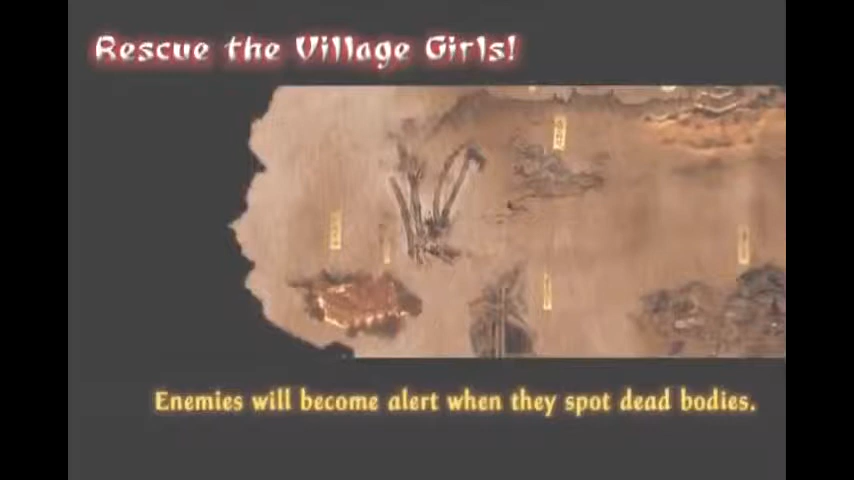 Rescue the Village Girls!
Enemies will become alert when they spot dead bodies.